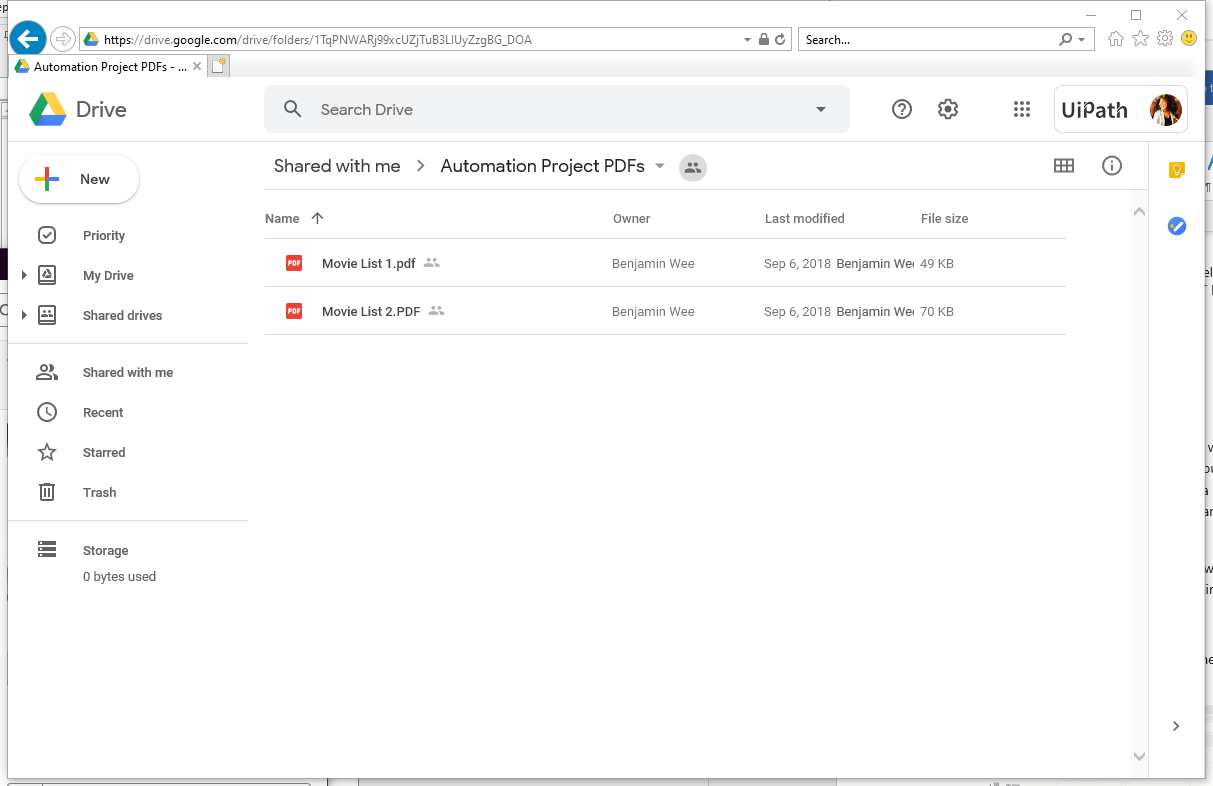 https://drive.google.com/drive/folders/1TqPNWARj99xcUZjTuB3LlUyZzgBG_DOA
Search...
Automation Project PDFs - ...
Drive
Search Drive
UiPath
New
Shared with me > Automation Project PDFs
Priority
My Drive
Shared drives
Shared with me
Recent
Starred
Trash
Storage
0 bytes used
Name Owner Last modified File size
PDF Movie List 1.pdf Benjamin Wee Sep 6, 2018 Benjamin Wee 49 KB
PDF Movie List 2.PDF Benjamin Wee Sep 6, 2018 Benjamin Wee 70 KB